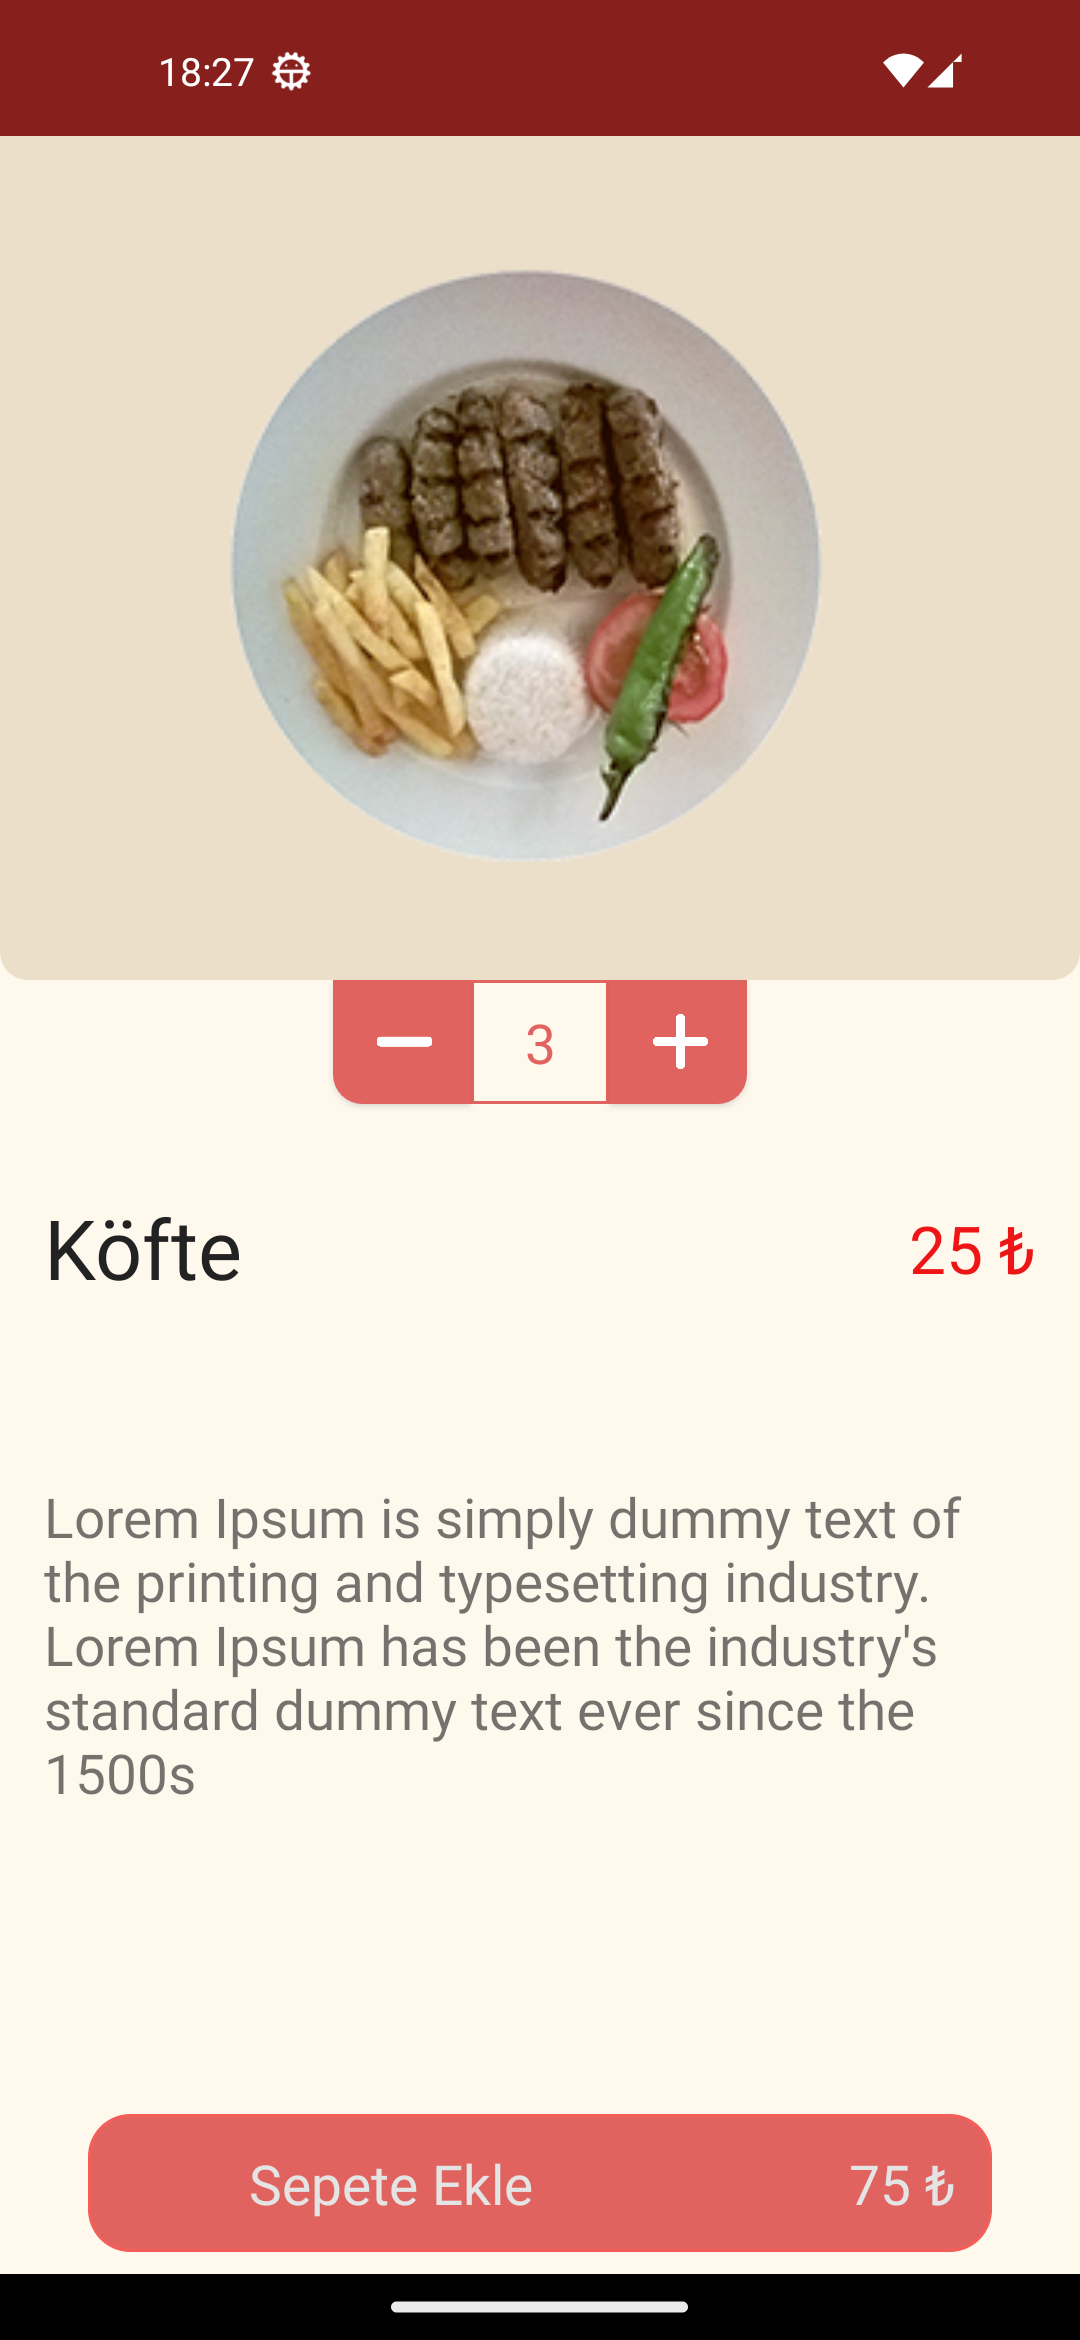 18:27
3
Köfte
25 ₺
Lorem Ipsum is simply dummy text of
the printing and typesetting industry.
Lorem Ipsum has been the industry's
standard dummy text ever since the
1500s
Sepete Ekle 75 ₺